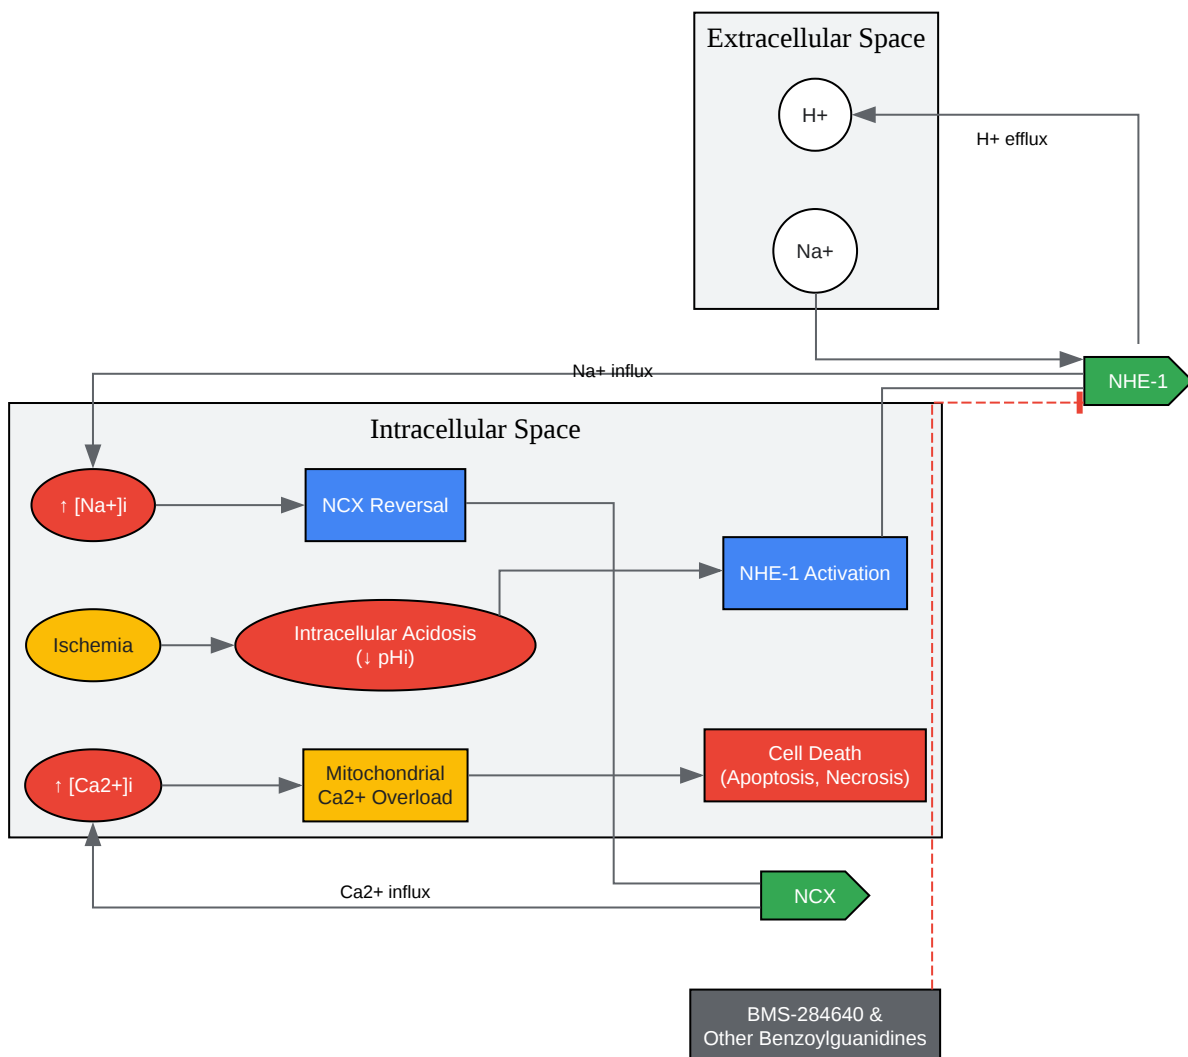 Extracellular Space
H+
H+ efflux
Na+
Na+ influx
NHE-1
Intracellular Space
↑ [Na+]i
NCX Reversal
NHE-1 Activation
Ischemia
Intracellular Acidosis
(↓ pHi)
↑ [Ca2+]i
Mitochondrial
Ca2+ Overload
Cell Death
(Apoptosis, Necrosis)
Ca2+ influx
NCX
BMS-284640 &
Other Benzoylguanidines